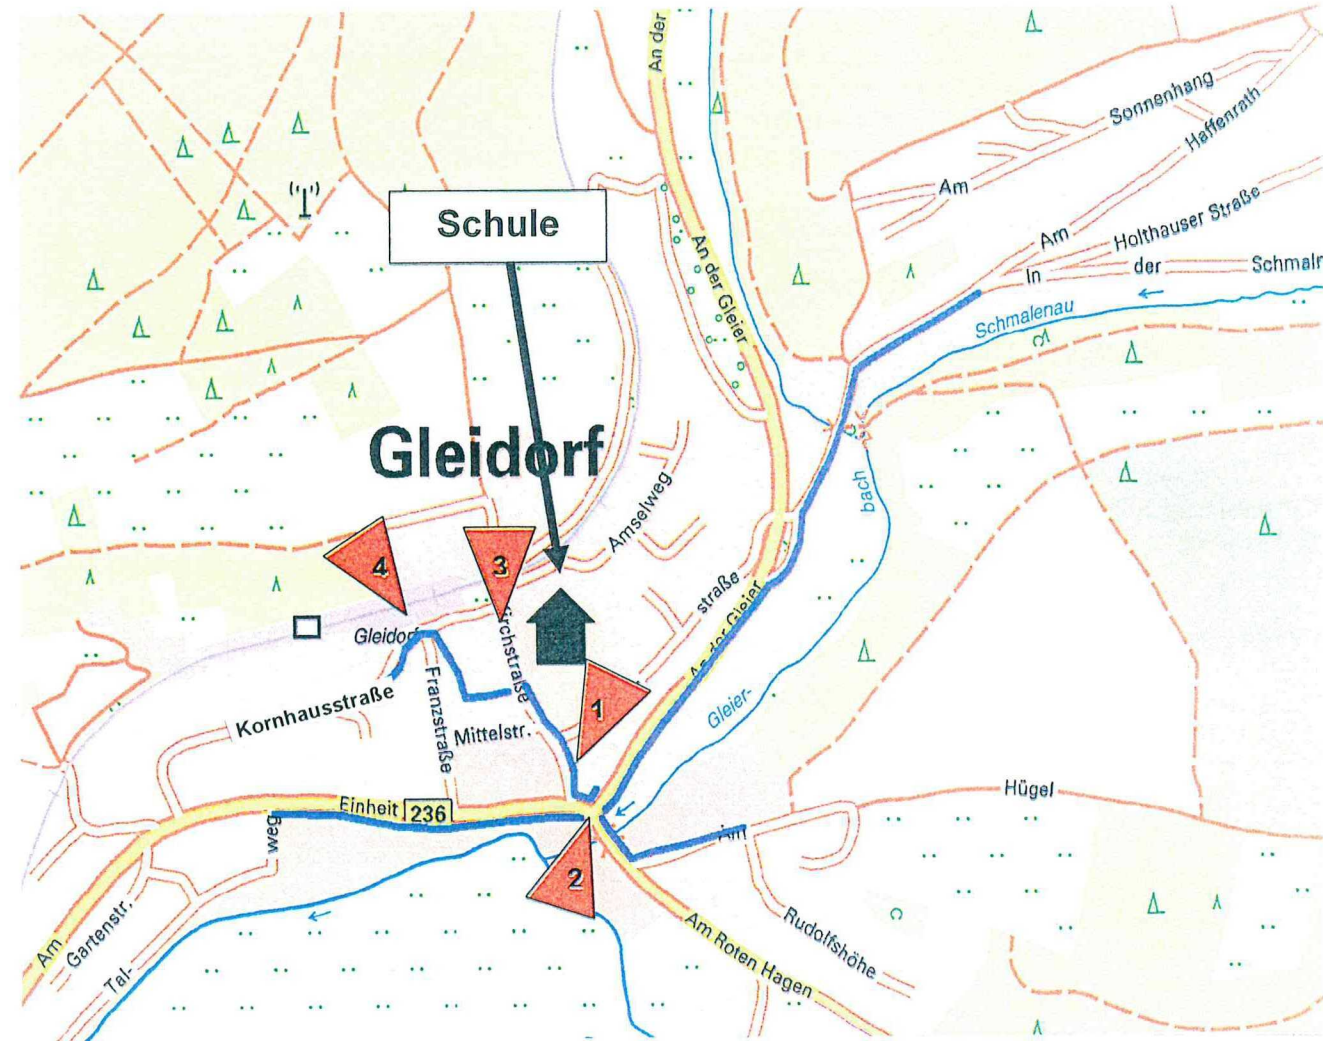 An der
Sonnenhang
Haffenrath
Am
Schule
Holthauser Straße
Am
In
der
Schmaln
An der Gleier
Schmalenau
Gleidorf
Amselweg
bach
4
3
straße
An der Gleier
Gleidorf
Kirchstraße
1
Gleier-
Kornhausstraße
Franzstraße
Mittelstr.
Hügel
Einheit
236
Am
weg
2
Am Roten Hagen
Rudolfshöhe
Gartenstr.
Am
Tal-